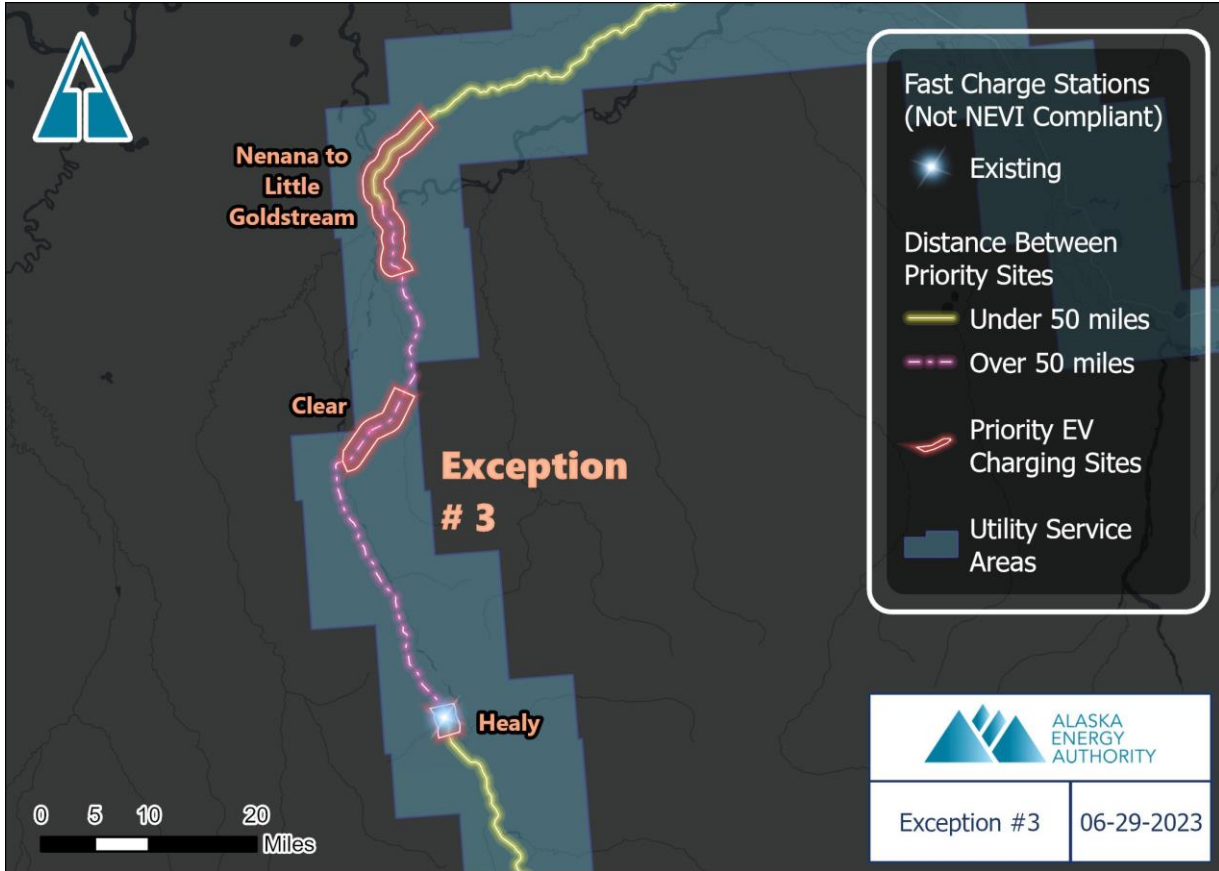 Nenana to
Little
Goldstream
Clear
Exception
# 3
Healy
0 5 10 20
Miles
Fast Charge Stations
(Not NEVI Compliant)
Existing
Distance Between
Priority Sites
Under 50 miles
Over 50 miles
Priority EV
Charging Sites
Utility Service
Areas
ALASKA
ENERGY
AUTHORITY
Exception #3
06-29-2023